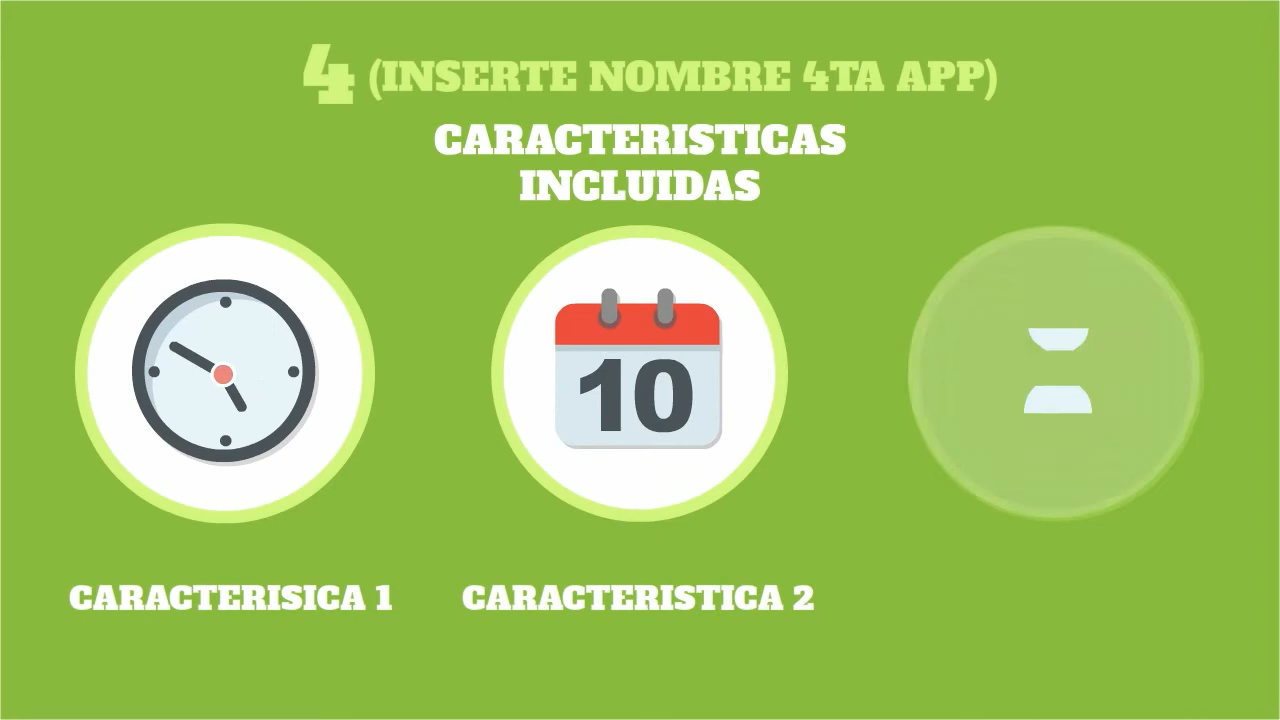 4 (INSERTE NOMBRE 4TA APP)
CARACTERISTICAS
INCLUIDAS
10
CARACTERISICA 1
CARACTERISTICA 2